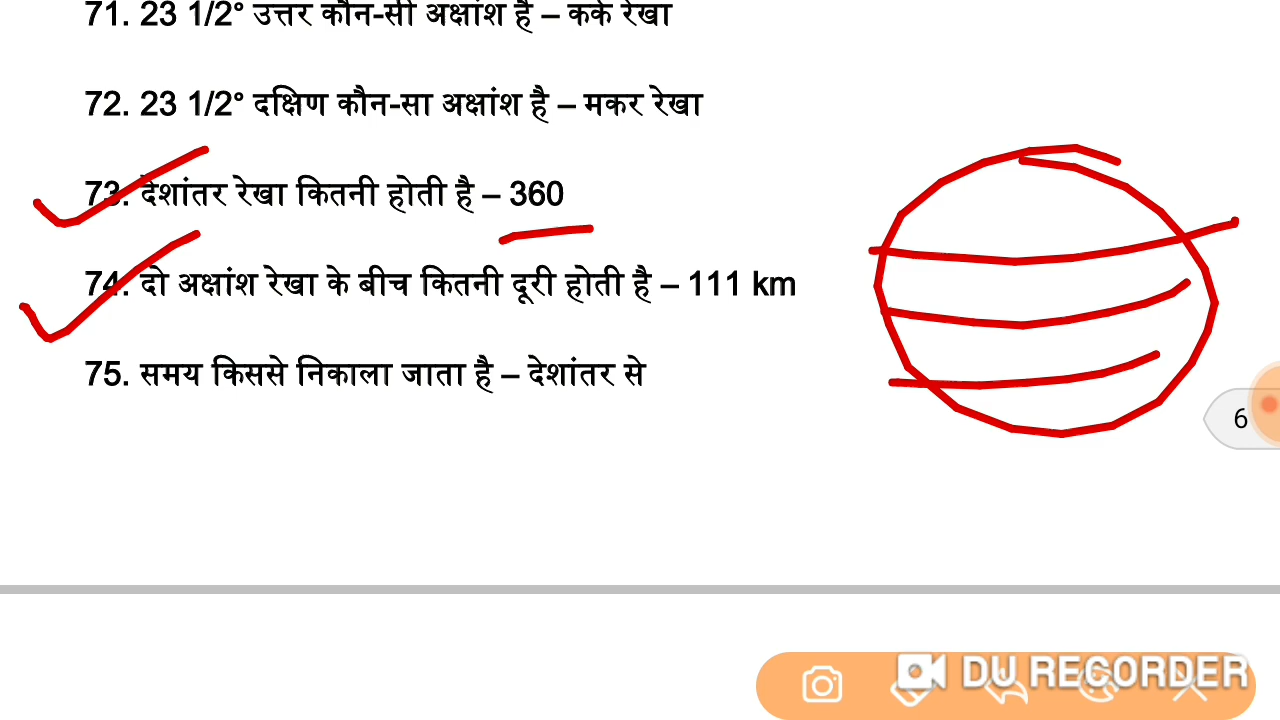 71. 23 1/2° उत्तर कौन-सी अक्षांश है – कर्क रेखा
72. 23 1/2° दक्षिण कौन-सा अक्षांश है – मकर रेखा
73. देशांतर रेखा कितनी होती है – 360
74. दो अक्षांश रेखा के बीच कितनी दूरी होती है – 111 km
75. समय किससे निकाला जाता है – देशांतर से
6
DU RECORDER